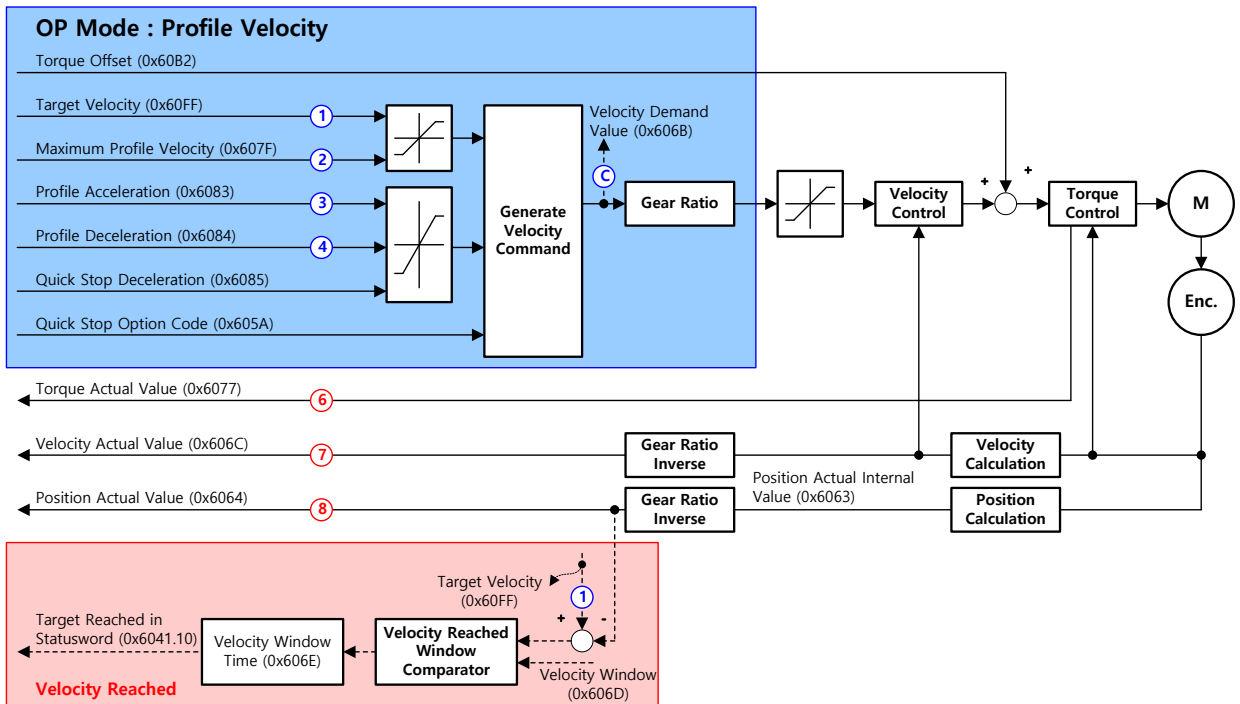 OP Mode : Profile Velocity
Torque Offset (0x60B2)
Target Velocity (0x60FF)
1
Maximum Profile Velocity (0x607F)
2
Profile Acceleration (0x6083)
3
Profile Deceleration (0x6084)
4
Quick Stop Deceleration (0x6085)
Quick Stop Option Code (0x605A)
Generate
Velocity
Command
Velocity Demand
Value (0x606B)
C
Gear Ratio
Velocity
Control
+
+
Torque
Control
M
Enc.
Torque Actual Value (0x6077)
6
Velocity Actual Value (0x606C)
7
Gear Ratio
Inverse
Velocity
Calculation
Position Actual Value (0x6064)
8
Gear Ratio
Inverse
Position Actual Internal
Value (0x6063)
Position
Calculation
Target Velocity
(0x60FF)
1
+
-
Target Reached in
Statusword (0x6041.10)
Velocity Window
Time (0x606E)
Velocity Reached
Window
Comparator
Velocity Window
(0x606D)
Velocity Reached